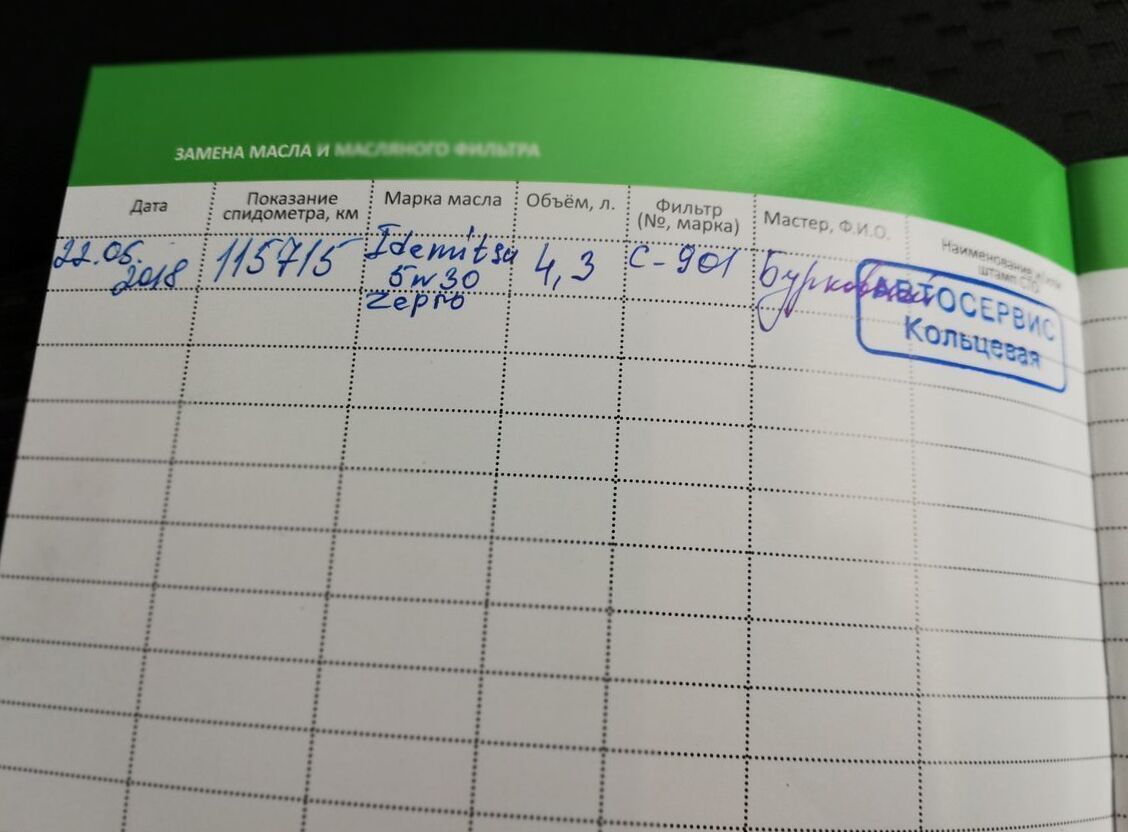 ЗАМЕНА МАСЛА И МАСЛЯНОГО ФИЛЬТРА
Дата
Показание
спидометра, км
Марка масла
Объём, л.
Фильтр
(№, марка)
Мастер, Ф.И.О.
Наименование и/или
штамп СТО
22.05.
2018
115715
Idemitsu
5w30
Zepro
4,3
C-901
АВТОСЕРВИС
Кольцевая